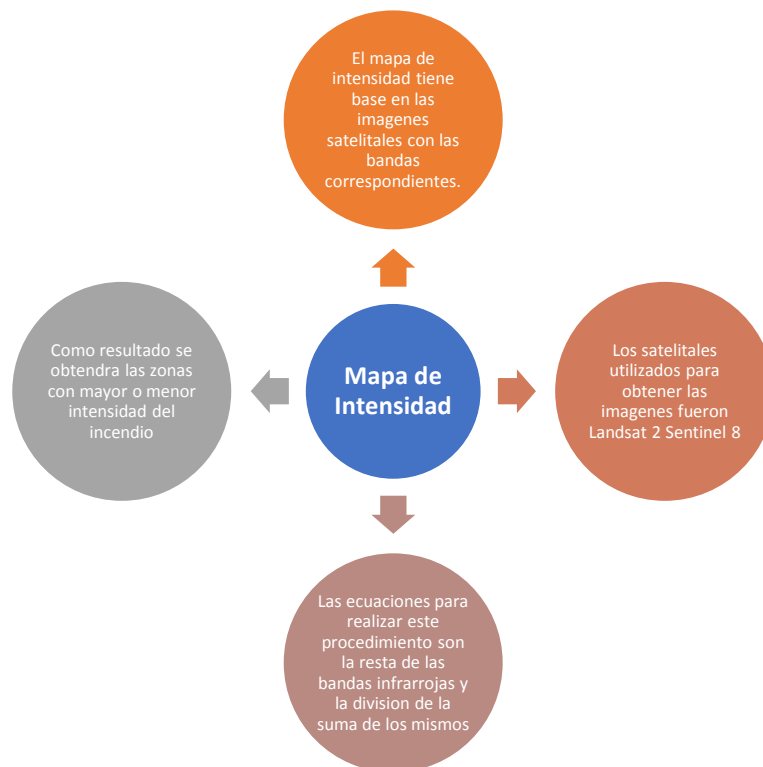 El mapa de
intensidad tiene
base en las
imagenes
satelitales con las
bandas
correspondientes.
Como resultado se
obtendra las zonas
con mayor o menor
intensidad del
incendio
Mapa de
Intensidad
Los satelitales
utilizados para
obtener las
imagenes fueron
Landsat 2 Sentinel 8
Las ecuaciones para
realizar este
procedimiento son
la resta de las
bandas infrarrojas y
la division de la
suma de los mismos